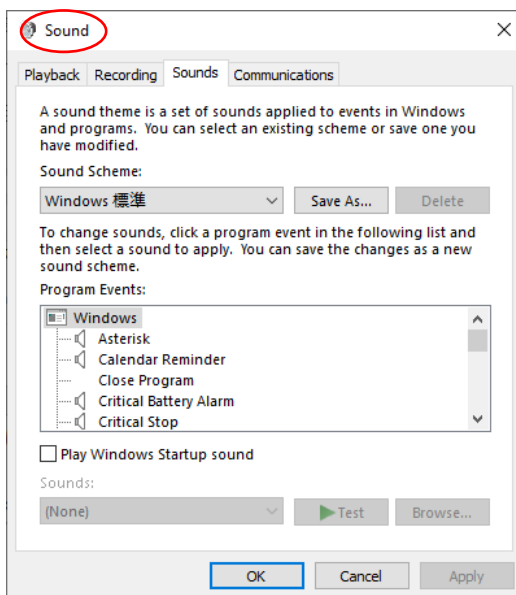 Sound
Playback Recording Sounds Communications
A sound theme is a set of sounds applied to events in Windows
and programs. You can select an existing scheme or save one you
have modified.
Sound Scheme:
Windows 標準 Save As... Delete
To change sounds, click a program event in the following list and
then select a sound to apply. You can save the changes as a new
sound scheme.
Program Events:
Windows
Asterisk
Calendar Reminder
Close Program
Critical Battery Alarm
Critical Stop
Play Windows Startup sound
Sounds:
(None) Test Browse...
OK Cancel Apply